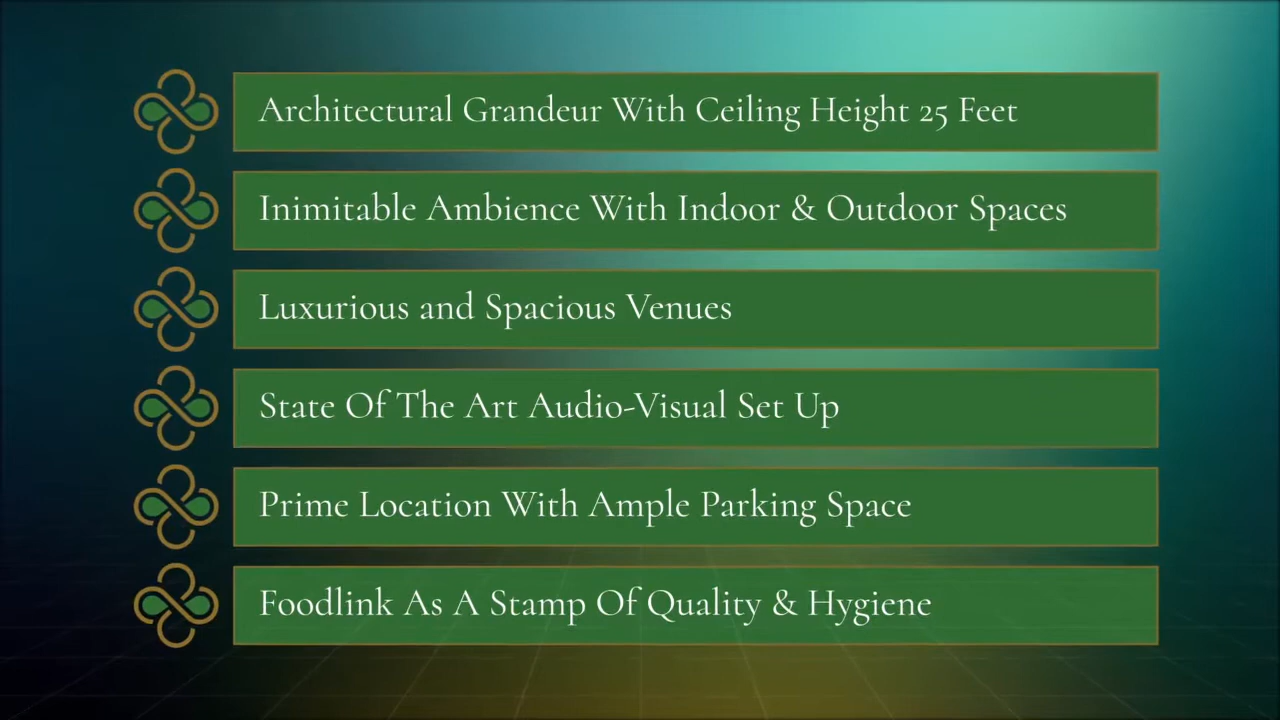 Architectural Grandeur With Ceiling Height 25 Feet
Inimitable Ambience With Indoor & Outdoor Spaces
Luxurious and Spacious Venues
State Of The Art Audio-Visual Set Up
Prime Location With Ample Parking Space
Foodlink As A Stamp Of Quality & Hygiene